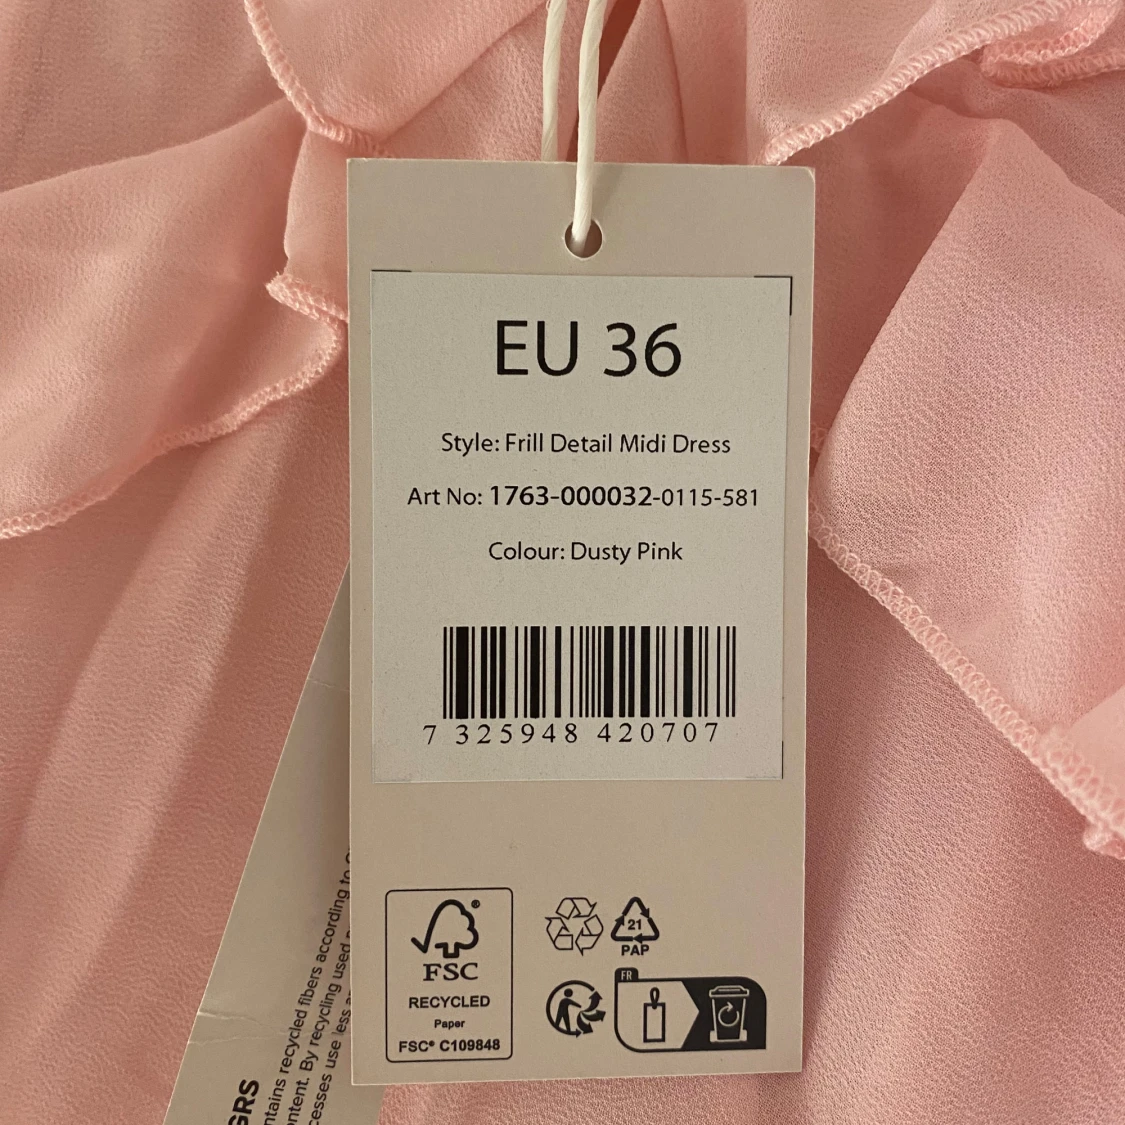 EU 36
Style: Frill Detail Midi Dress
Art No: 1763-000032-0115-581
Colour: Dusty Pink
7 325948 420707
FSC®
RECYCLED
Paper
FSC® C109848
21
PAP
FR
GRS
ntains recycled fibers according to
ontent. By recycling used
cesses use less